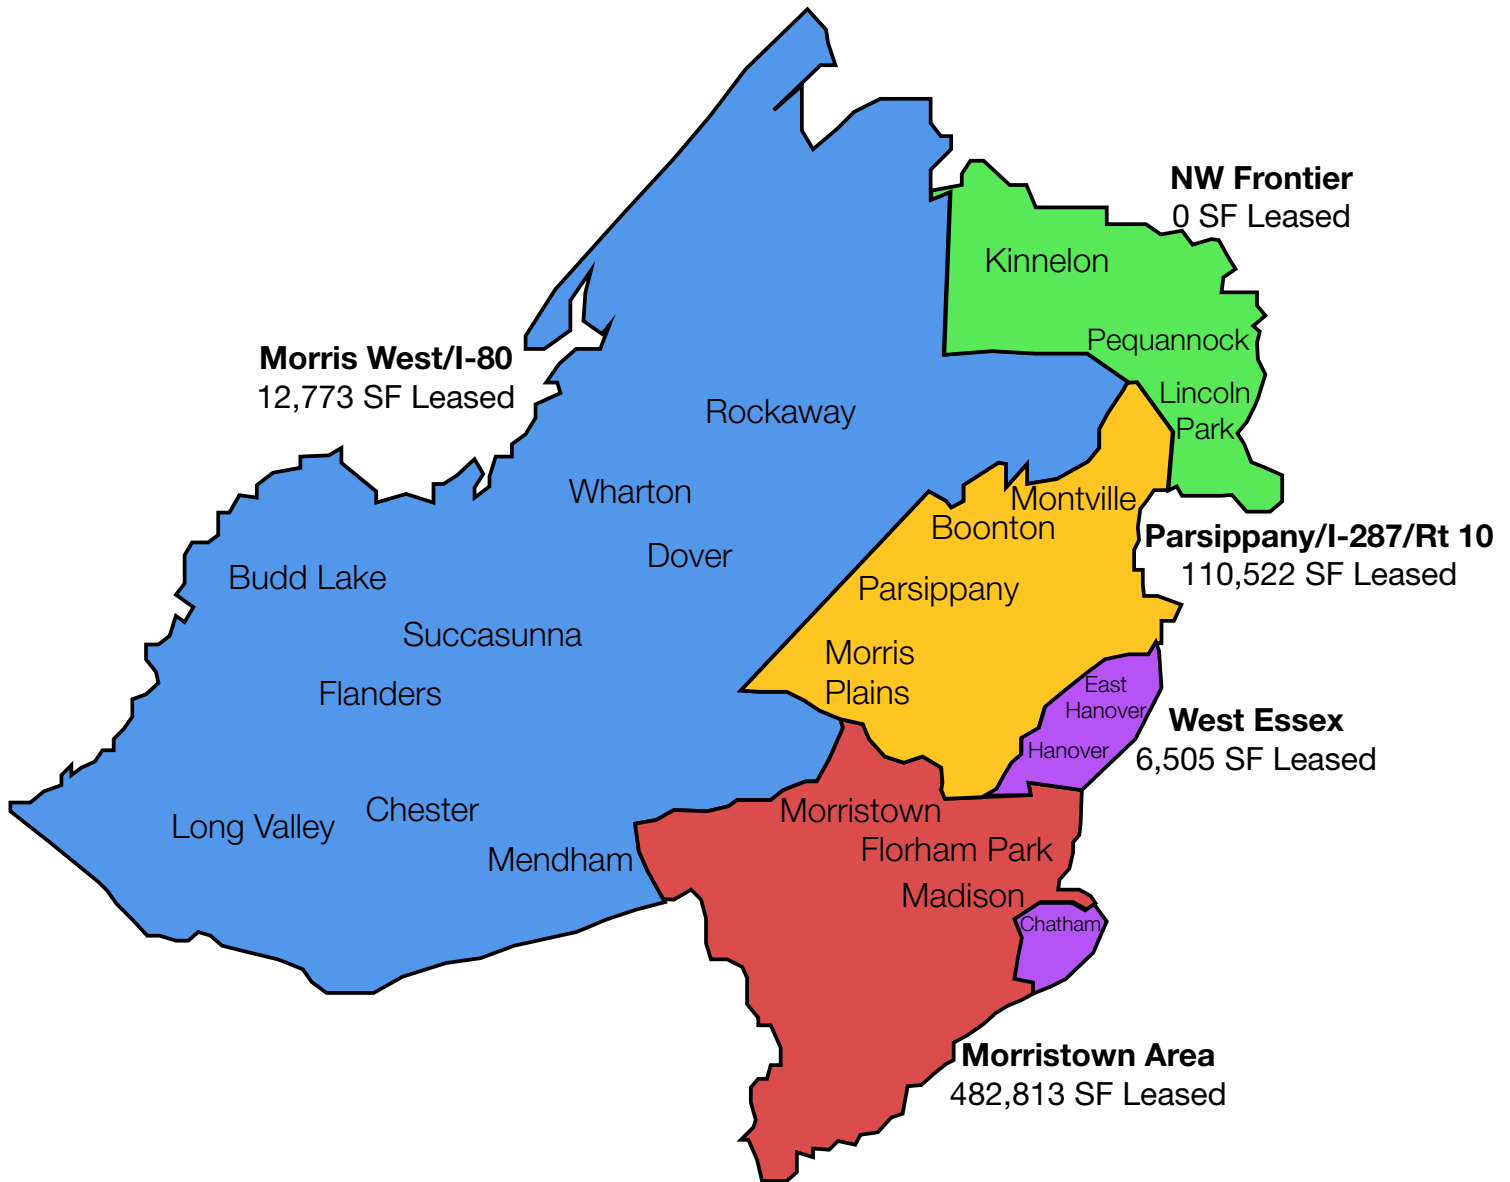 NW Frontier
0 SF Leased
Kinnelon
Pequannock
Morris West/I-80
12,773 SF Leased
Lincoln
Park
Rockaway
Wharton
Montville
Boonton
Parsippany/I-287/Rt 10
110,522 SF Leased
Dover
Budd Lake
Parsippany
Succasunna
Morris
Plains
Flanders
East
Hanover
Hanover
West Essex
6,505 SF Leased
Chester
Long Valley
Morristown
Florham Park
Mendham
Madison
Chatham
Morristown Area
482,813 SF Leased